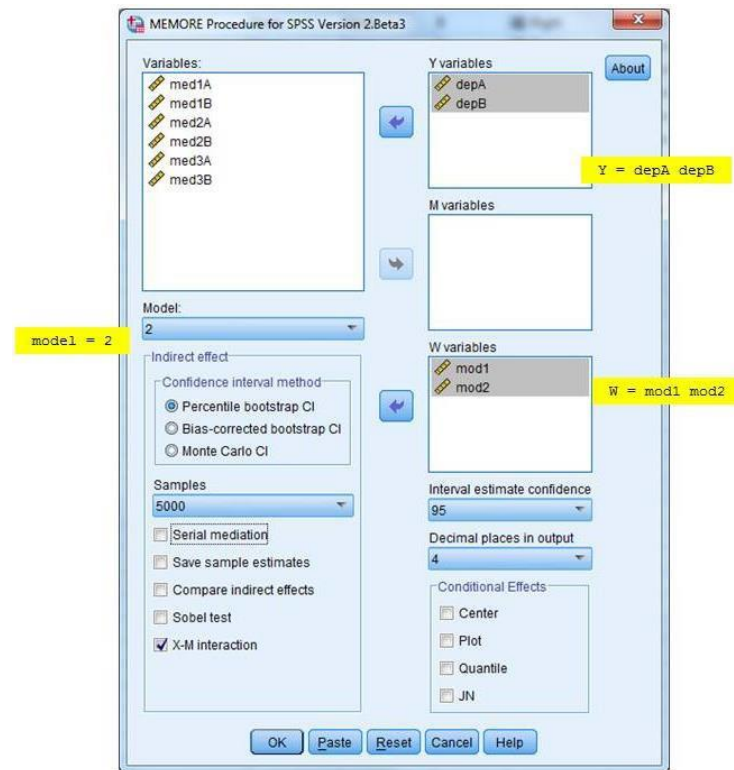 MEMORE Procedure for SPSS Version 2.Beta3
Variables:
med1A
med1B
med2A
med2B
med3A
med3B
Y variables
depA
depB
About
Y = depA depB
M variables
Model:
2
model = 2
Indirect effect
Confidence interval method
Percentile bootstrap CI
Bias-corrected bootstrap CI
Monte Carlo CI
Samples
5000
Serial mediation
Save sample estimates
Compare indirect effects
Sobel test
X-M interaction
W variables
mod1
mod2
W = mod1 mod2
Interval estimate confidence
95
Decimal places in output
4
Conditional Effects
Center
Plot
Quantile
JN
OK
Paste
Reset
Cancel
Help